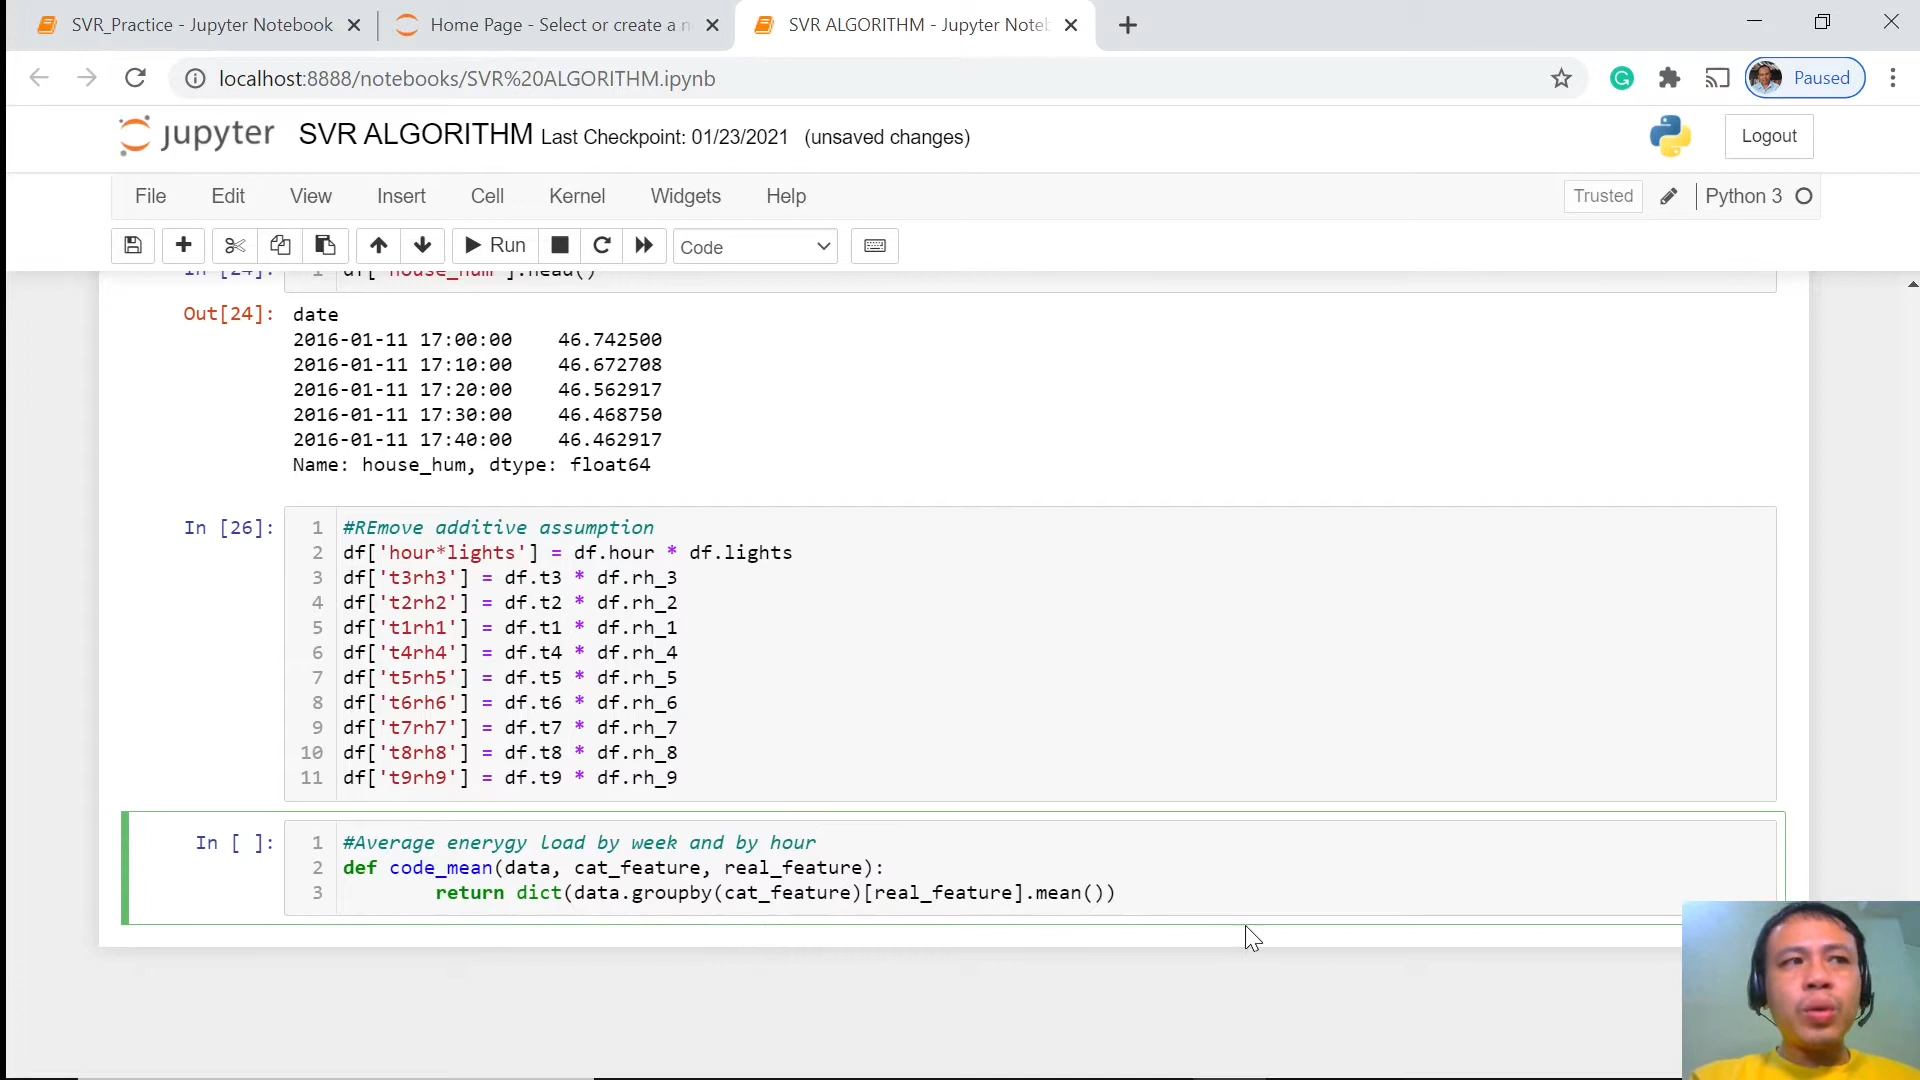 SVR_Practice - Jupyter Notebook
Home Page - Select or create a n
SVR ALGORITHM - Jupyter Noteb
localhost:8888/notebooks/SVR%20ALGORITHM.ipynb
Paused
jupyter SVR ALGORITHM Last Checkpoint: 01/23/2021 (unsaved changes)
Logout
File Edit View Insert Cell Kernel Widgets Help
Trusted Python 3
Run Code
In [24]: 1 df['house_hum'].head()
Out[24]: date
2016-01-11 17:00:00 46.742500
2016-01-11 17:10:00 46.672708
2016-01-11 17:20:00 46.562917
2016-01-11 17:30:00 46.468750
2016-01-11 17:40:00 46.462917
Name: house_hum, dtype: float64
In [26]: 1 #REmove additive assumption
2 df['hour*lights'] = df.hour * df.lights
3 df['t3rh3'] = df.t3 * df.rh_3
4 df['t2rh2'] = df.t2 * df.rh_2
5 df['t1rh1'] = df.t1 * df.rh_1
6 df['t4rh4'] = df.t4 * df.rh_4
7 df['t5rh5'] = df.t5 * df.rh_5
8 df['t6rh6'] = df.t6 * df.rh_6
9 df['t7rh7'] = df.t7 * df.rh_7
10 df['t8rh8'] = df.t8 * df.rh_8
11 df['t9rh9'] = df.t9 * df.rh_9
In [ ]: 1 #Average enerygy load by week and by hour
2 def code_mean(data, cat_feature, real_feature):
3 return dict(data.groupby(cat_feature)[real_feature].mean())